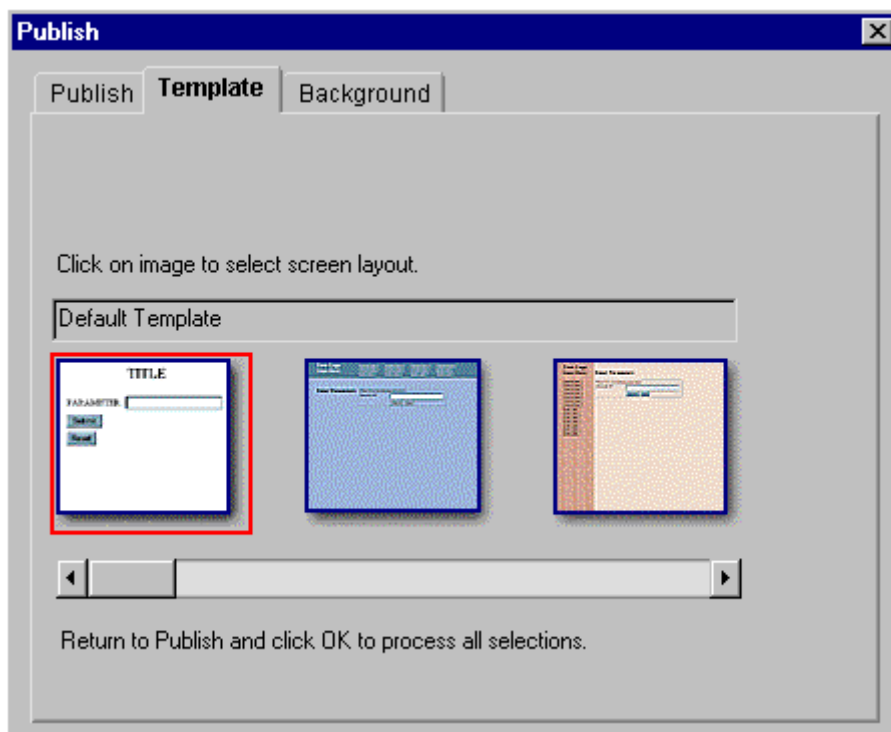 Publish
Publish Template Background
Click on image to select screen layout.
Default Template
TITLE
PARAMETER
Submit
Reset
Return to Publish and click OK to process all selections.